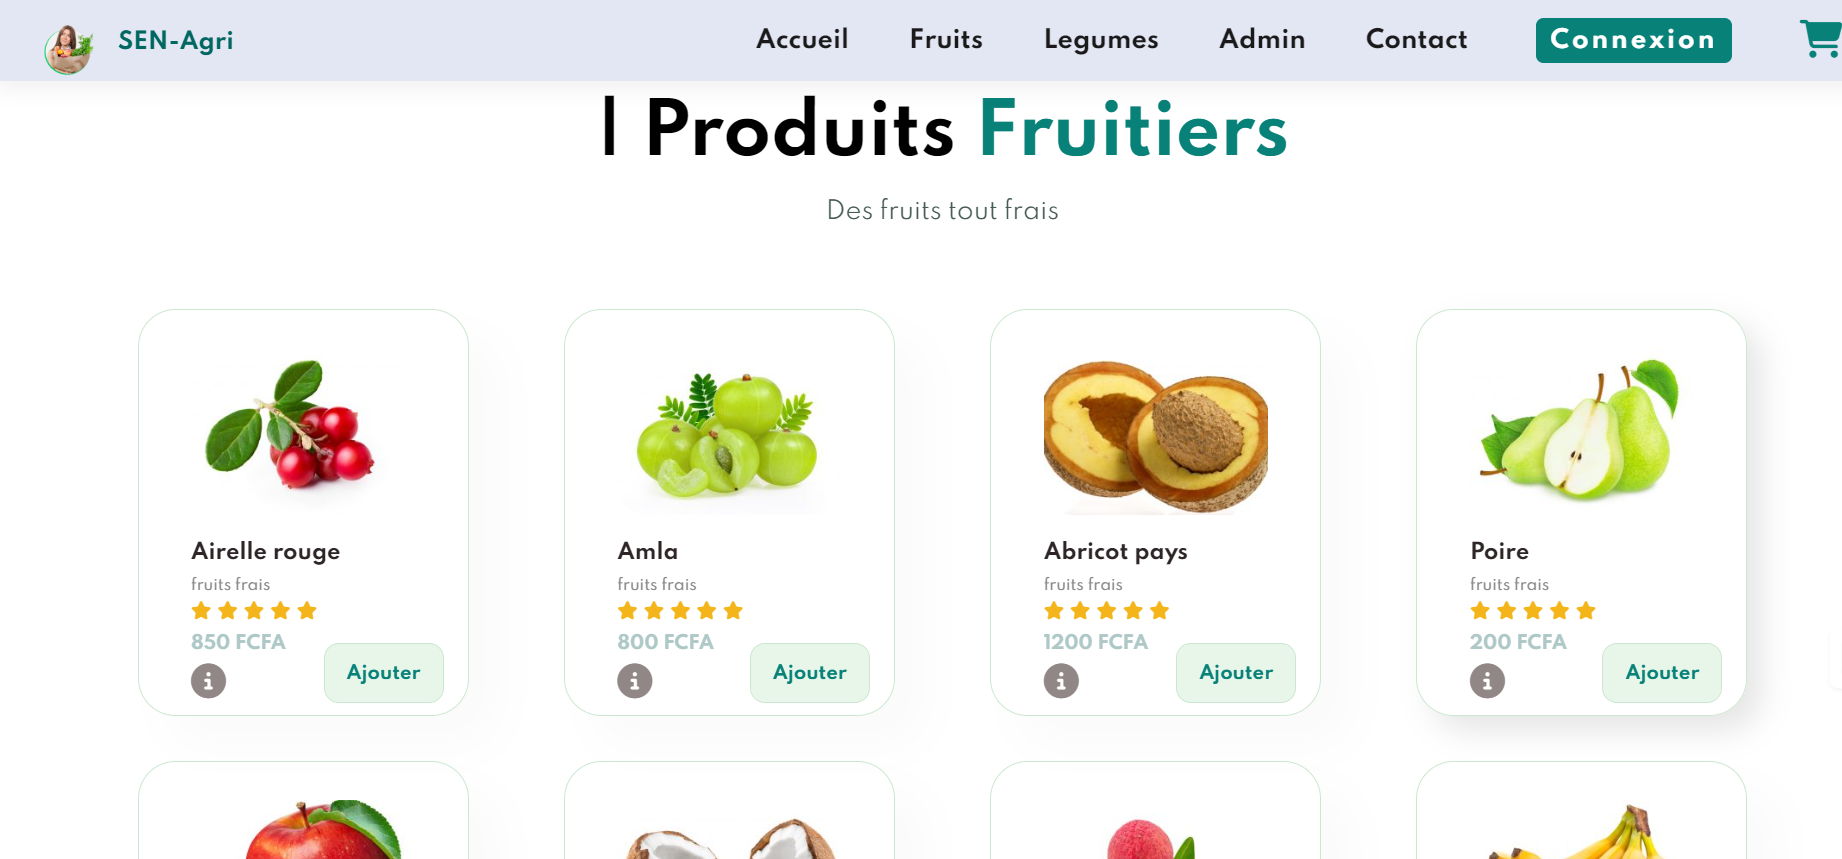 SEN-Agri
Accueil
Fruits
Legumes
Admin
Contact
Connexion
| Produits Fruitiers
Des fruits tout frais
Airelle rouge
fruits frais
850 FCFA
Ajouter
Amla
fruits frais
800 FCFA
Ajouter
Abricot pays
fruits frais
1200 FCFA
Ajouter
Poire
fruits frais
200 FCFA
Ajouter